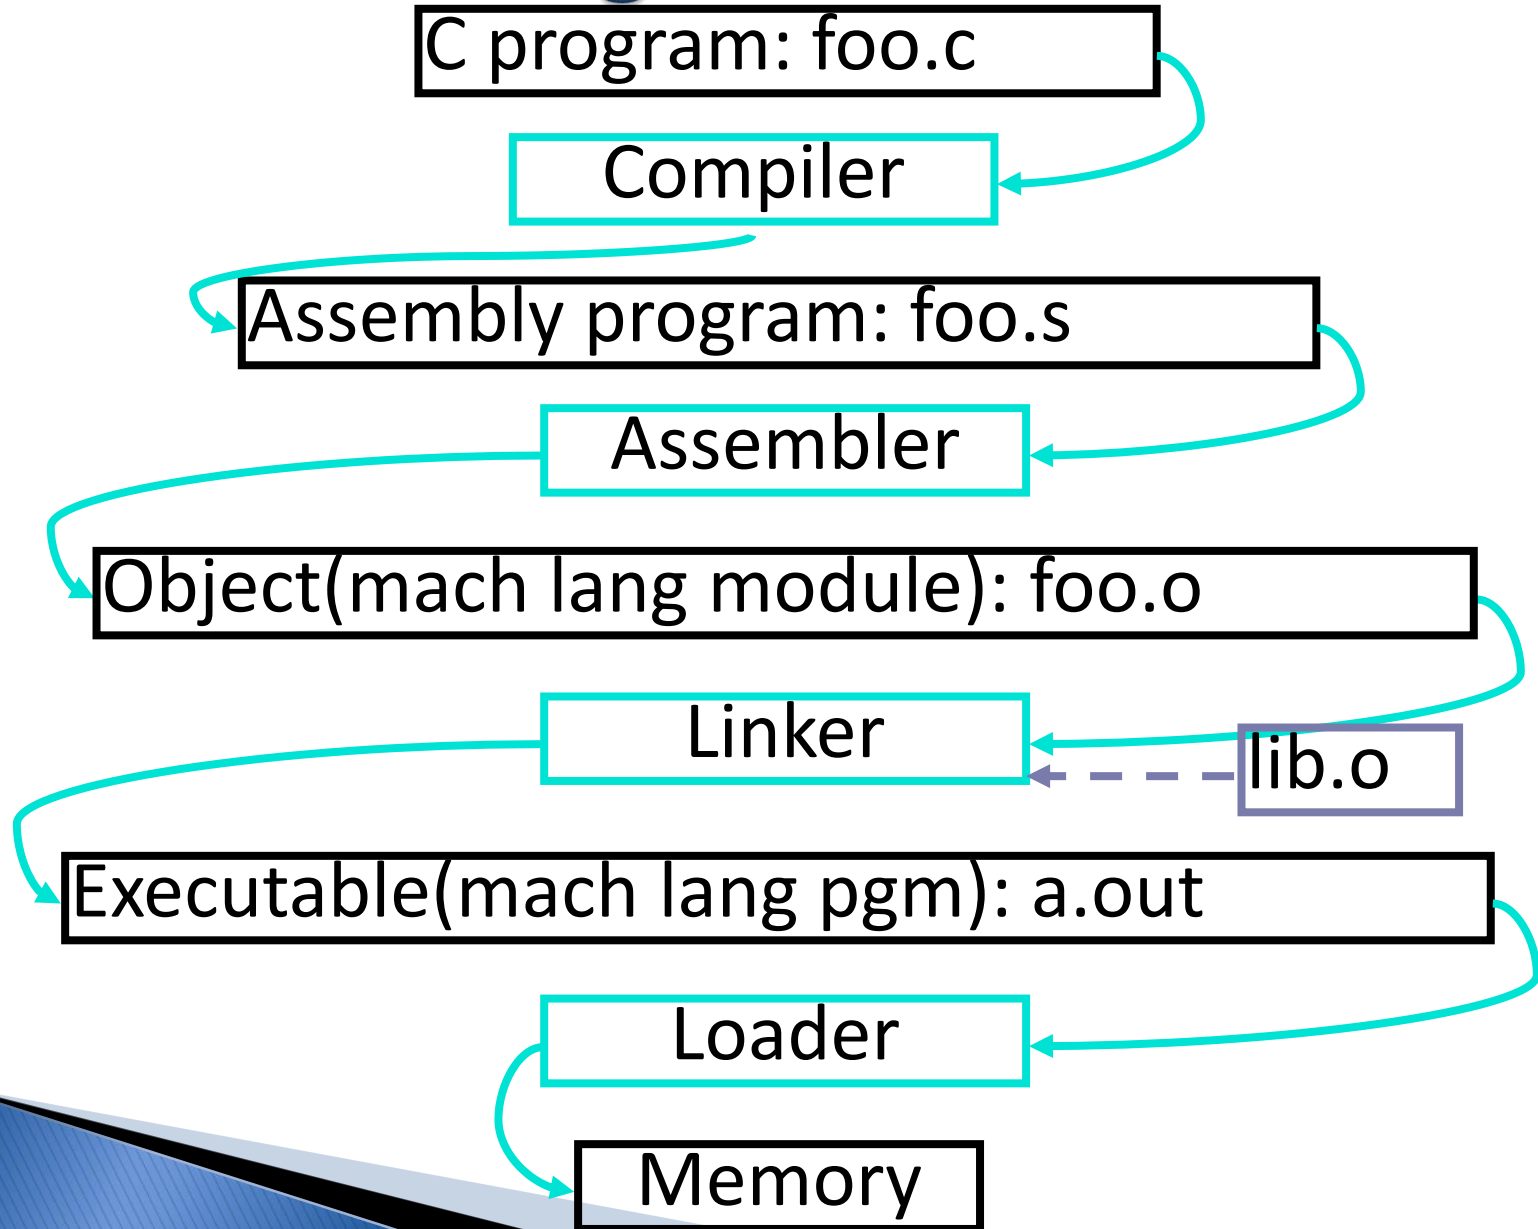 C program: foo.c
Compiler
Assembly program: foo.s
Assembler
Object(mach lang module): foo.o
Linker
lib.o
Executable(mach lang pgm): a.out
Loader
Memory